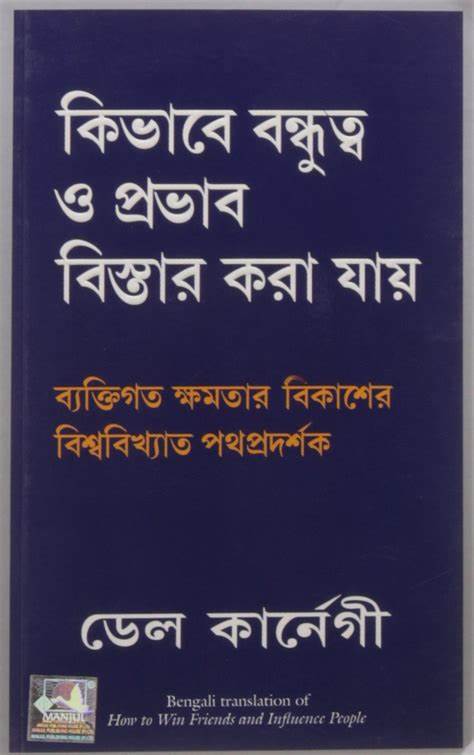 কিভাবে বন্ধুত্ব
ও প্রভাব
বিস্তার করা যায়
ব্যক্তিগত ক্ষমতার বিকাশের
বিশ্ববিখ্যাত পথপ্রদর্শক
ডেল কার্নেগী
MANJUL
Bengali translation of
How to Win Friends and Influence People